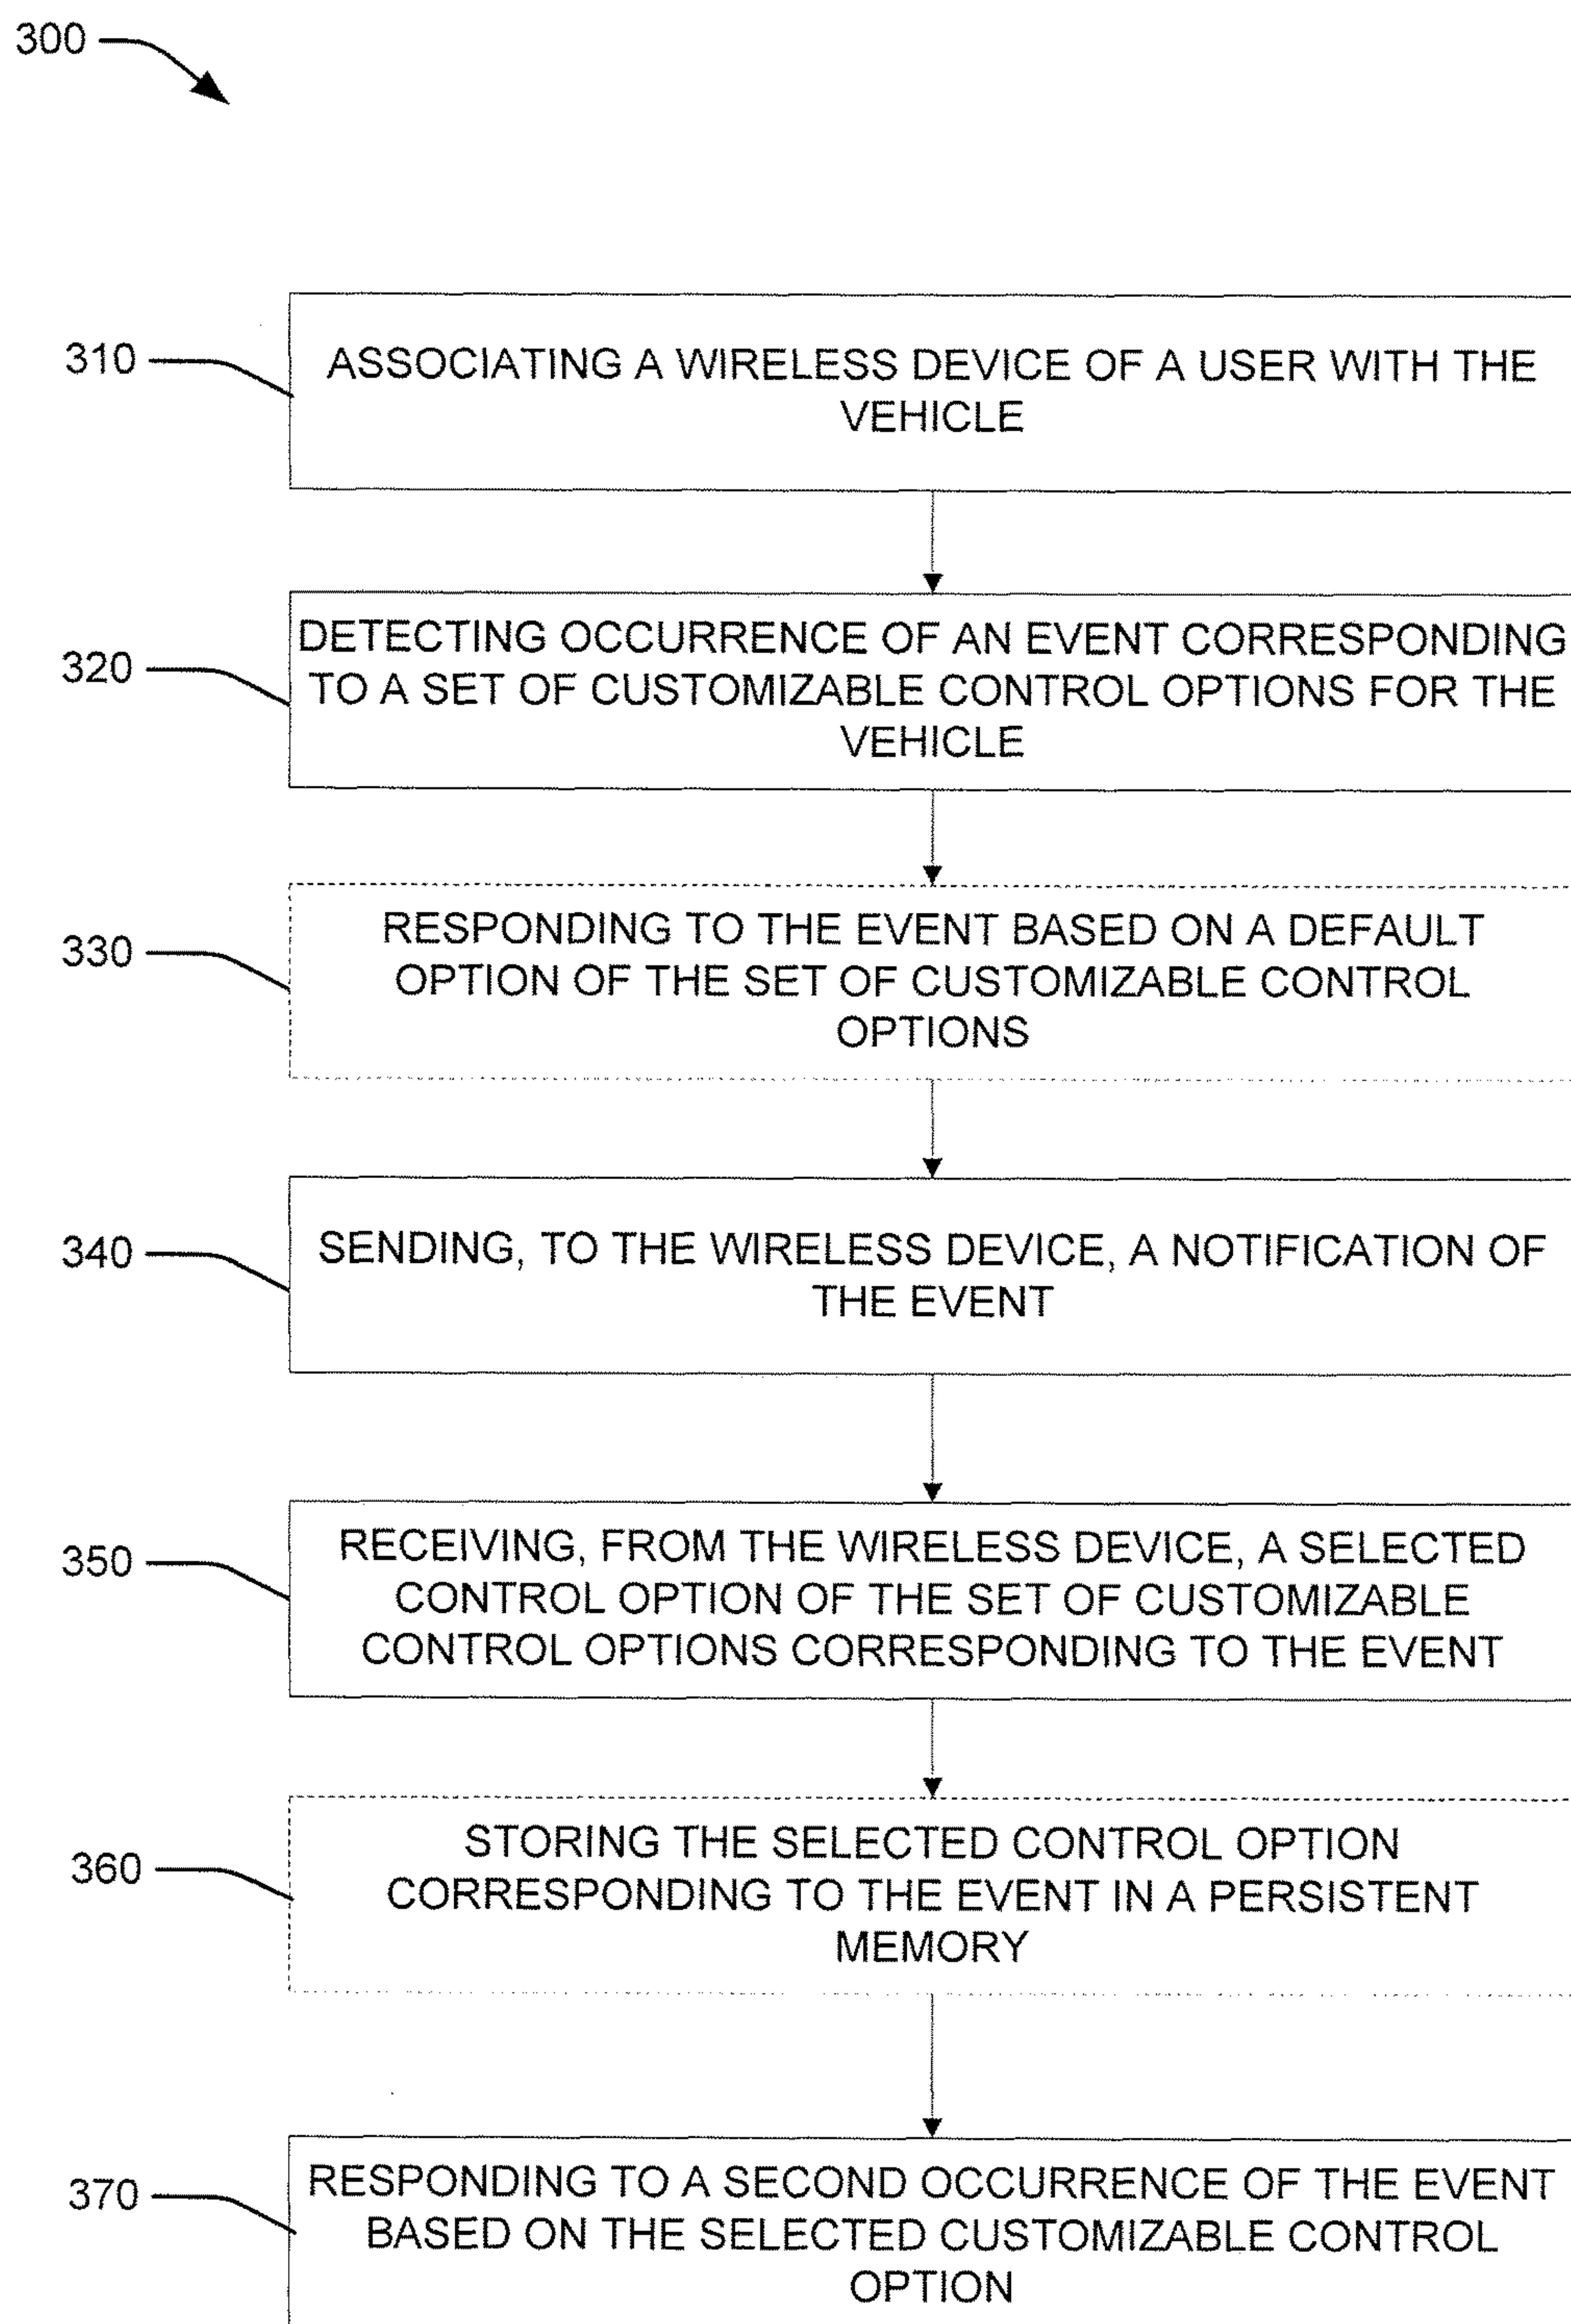 300
310
ASSOCIATING A WIRELESS DEVICE OF A USER WITH THE
VEHICLE
320
DETECTING OCCURRENCE OF AN EVENT CORRESPONDING
TO A SET OF CUSTOMIZABLE CONTROL OPTIONS FOR THE
VEHICLE
330
RESPONDING TO THE EVENT BASED ON A DEFAULT
OPTION OF THE SET OF CUSTOMIZABLE CONTROL
OPTIONS
340
SENDING, TO THE WIRELESS DEVICE, A NOTIFICATION OF
THE EVENT
350
RECEIVING, FROM THE WIRELESS DEVICE, A SELECTED
CONTROL OPTION OF THE SET OF CUSTOMIZABLE
CONTROL OPTIONS CORRESPONDING TO THE EVENT
360
STORING THE SELECTED CONTROL OPTION
CORRESPONDING TO THE EVENT IN A PERSISTENT
MEMORY
370
RESPONDING TO A SECOND OCCURRENCE OF THE EVENT
BASED ON THE SELECTED CUSTOMIZABLE CONTROL
OPTION